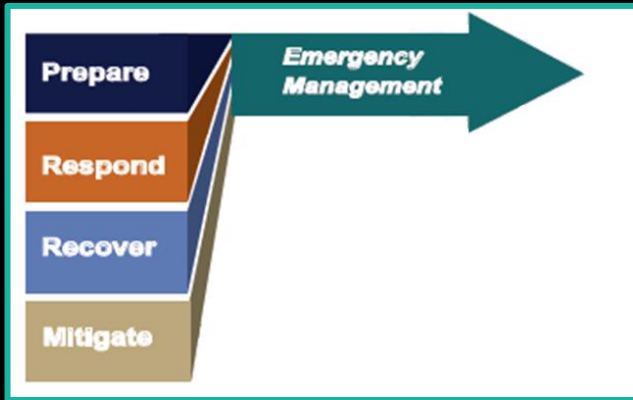 Prepare
Emergency
Management
Respond
Recover
Mitigate